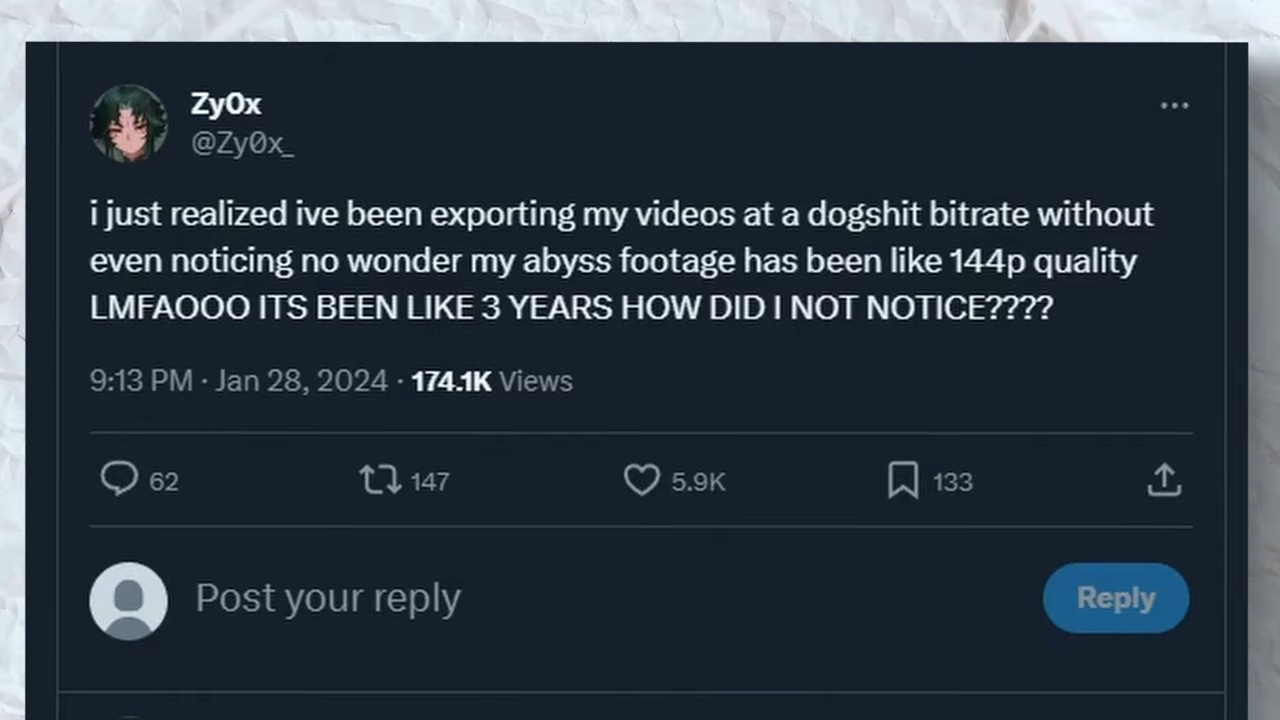 Zy0x
@Zy0x_
i just realized ive been exporting my videos at a dogshit bitrate without
even noticing no wonder my abyss footage has been like 144p quality
LMFAOOO ITS BEEN LIKE 3 YEARS HOW DID I NOT NOTICE????
9:13 PM · Jan 28, 2024 · 174.1K Views
62 147 5.9K 133
Post your reply Reply